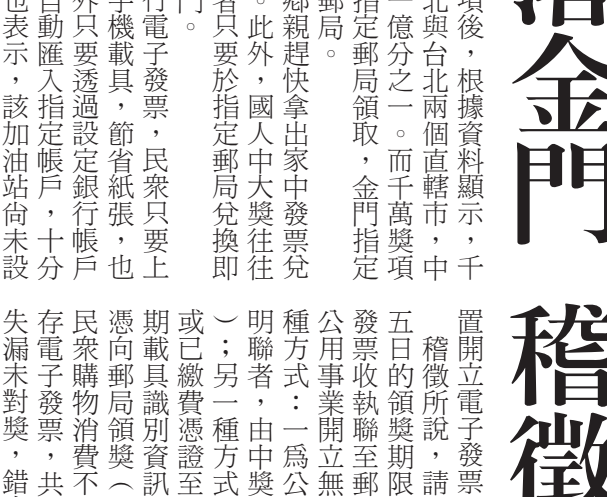 落金門 稽徵
項後，根據資料顯示，千
北與台北兩個直轄市，中
一億分之一。而千萬獎項
指定郵局領取，金門指定
郵局。
鄉親趕快拿出家中發票兌
。此外，國人中大獎往往
者只要於指定郵局兌換即
門。
行電子發票，民眾只要上
手機載具，節省紙張，也
外只要透過設定銀行帳戶
自動匯入指定帳戶，十分
也表示，該加油站尚未設
置開立電子發票
稽徵所說，請
五日的領獎期限
發票收執聯至郵
公用事業開立無
種方式：一為公
明聯者，由中獎
）；另一種方式
或已繳費憑證至
期載具識別資訊
憑向郵局領獎（
民眾購物消費不
存電子發票，共
失漏未對獎，錯